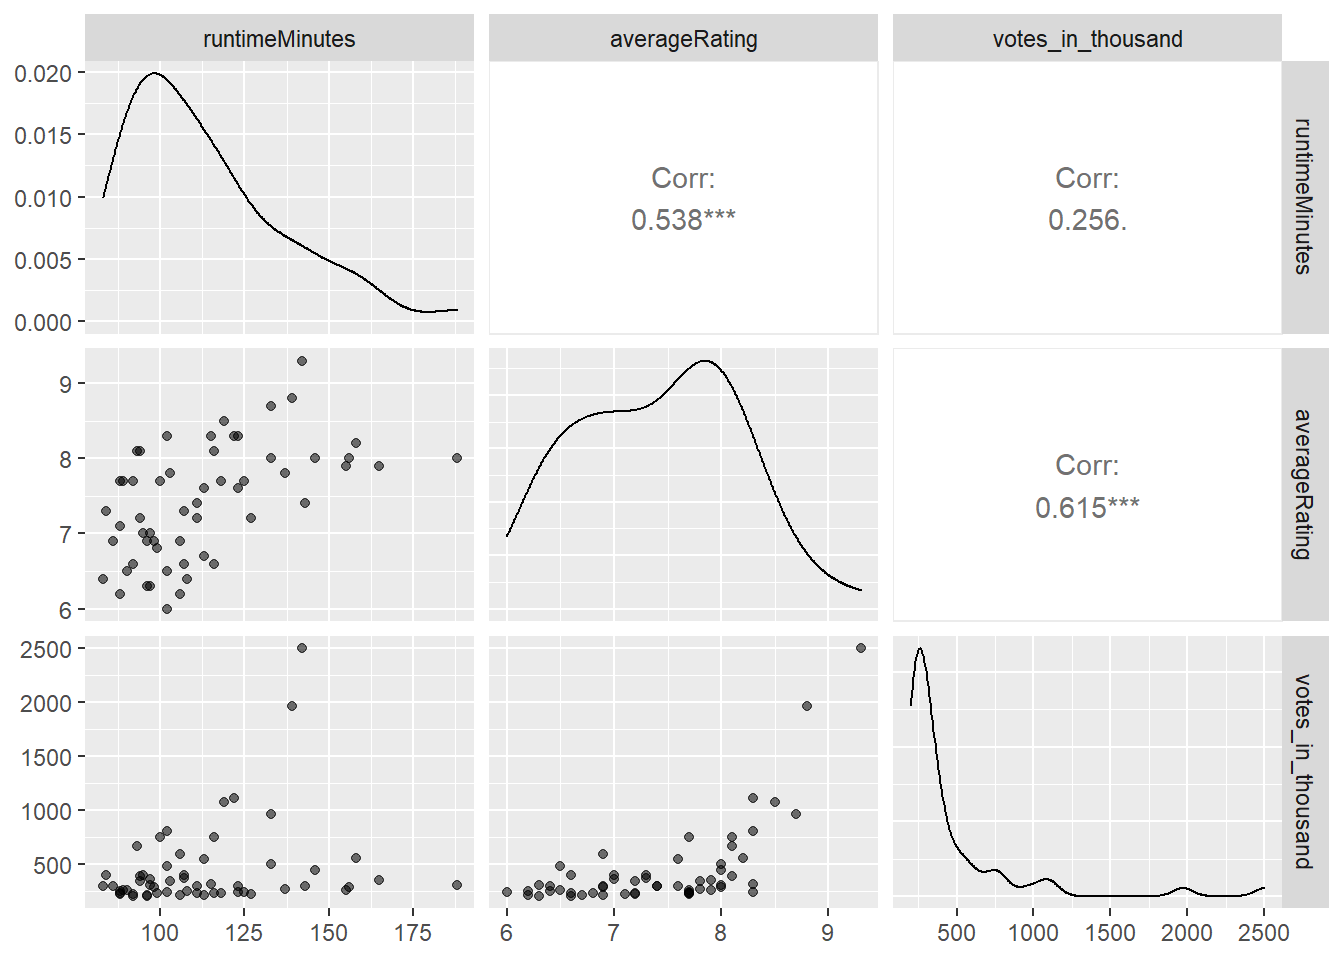 runtimeMinutes
averageRating
votes_in_thousand
0.020
0.015
0.010
0.005
0.000
Corr:
0.538***
Corr:
0.256.
runtimeMinutes
9
8
7
6
Corr:
0.615***
averageRating
2500
2000
1500
1000
500
votes_in_thousand
100 125 150 175
6 7 8 9
500 1000 1500 2000 2500